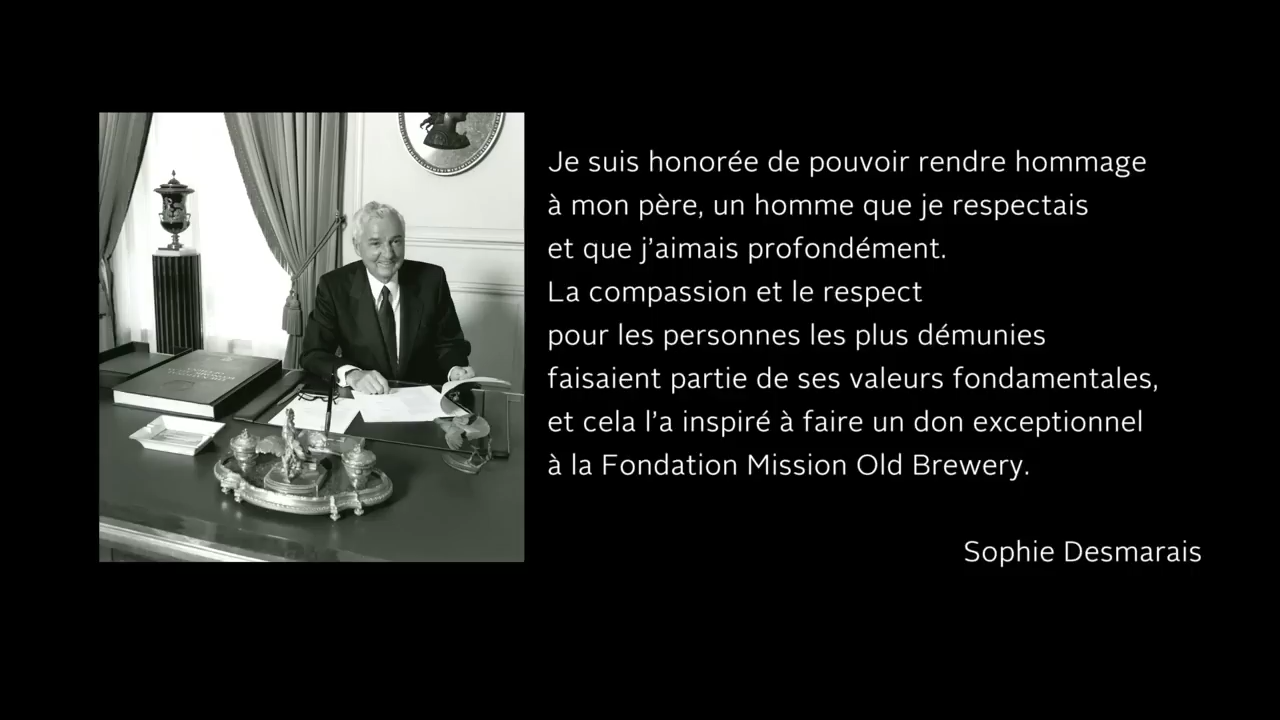 Je suis honorée de pouvoir rendre hommage
à mon père, un homme que je respectais
et que j’aimais profondément.
La compassion et le respect
pour les personnes les plus démunies
faisaient partie de ses valeurs fondamentales,
et cela l’a inspiré à faire un don exceptionnel
à la Fondation Mission Old Brewery.
Sophie Desmarais